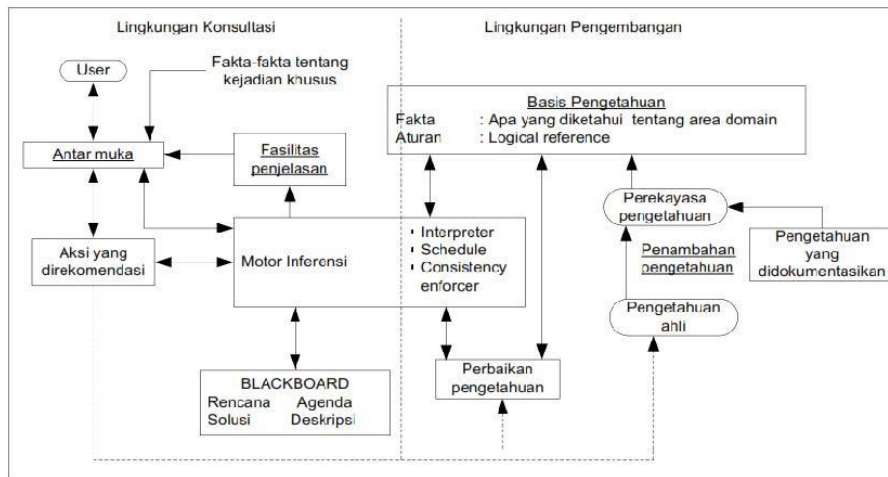 Lingkungan Konsultasi
Lingkungan Pengembangan
User
Fakta-fakta tentang
kejadian khusus
Basis Pengetahuan
Fakta : Apa yang diketahui tentang area domain
Aturan : Logical reference
Antar muka
Fasilitas
penjelasan
Perekayasa
pengetahuan
Aksi yang
direkomendasi
Motor Inferensi
Interpreter
Schedule
Consistency
enforcer
Penambahan
pengetahuan
Pengetahuan
yang
didokumentasikan
Pengetahuan
ahli
BLACKBOARD
Rencana Agenda
Solusi Deskripsi
Perbaikan
pengetahuan